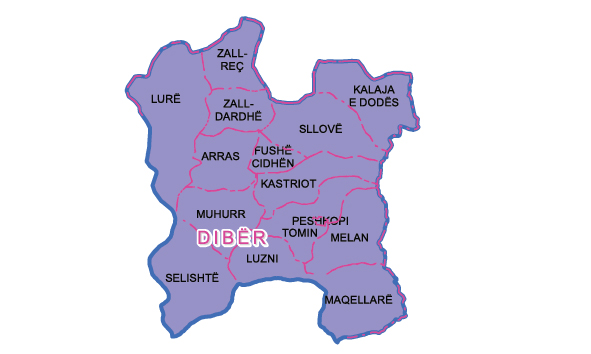 ZALL-
REÇ
KALAJA
E DODËS
LURË
ZALL-
DARDHË
SLLOVË
ARRAS
FUSHË
CIDHËN
KASTRIOT
MUHURR
PESHKOPI
TOMIN
MELAN
DIBËR
LUZNI
SELISHTË
MAQELLARË